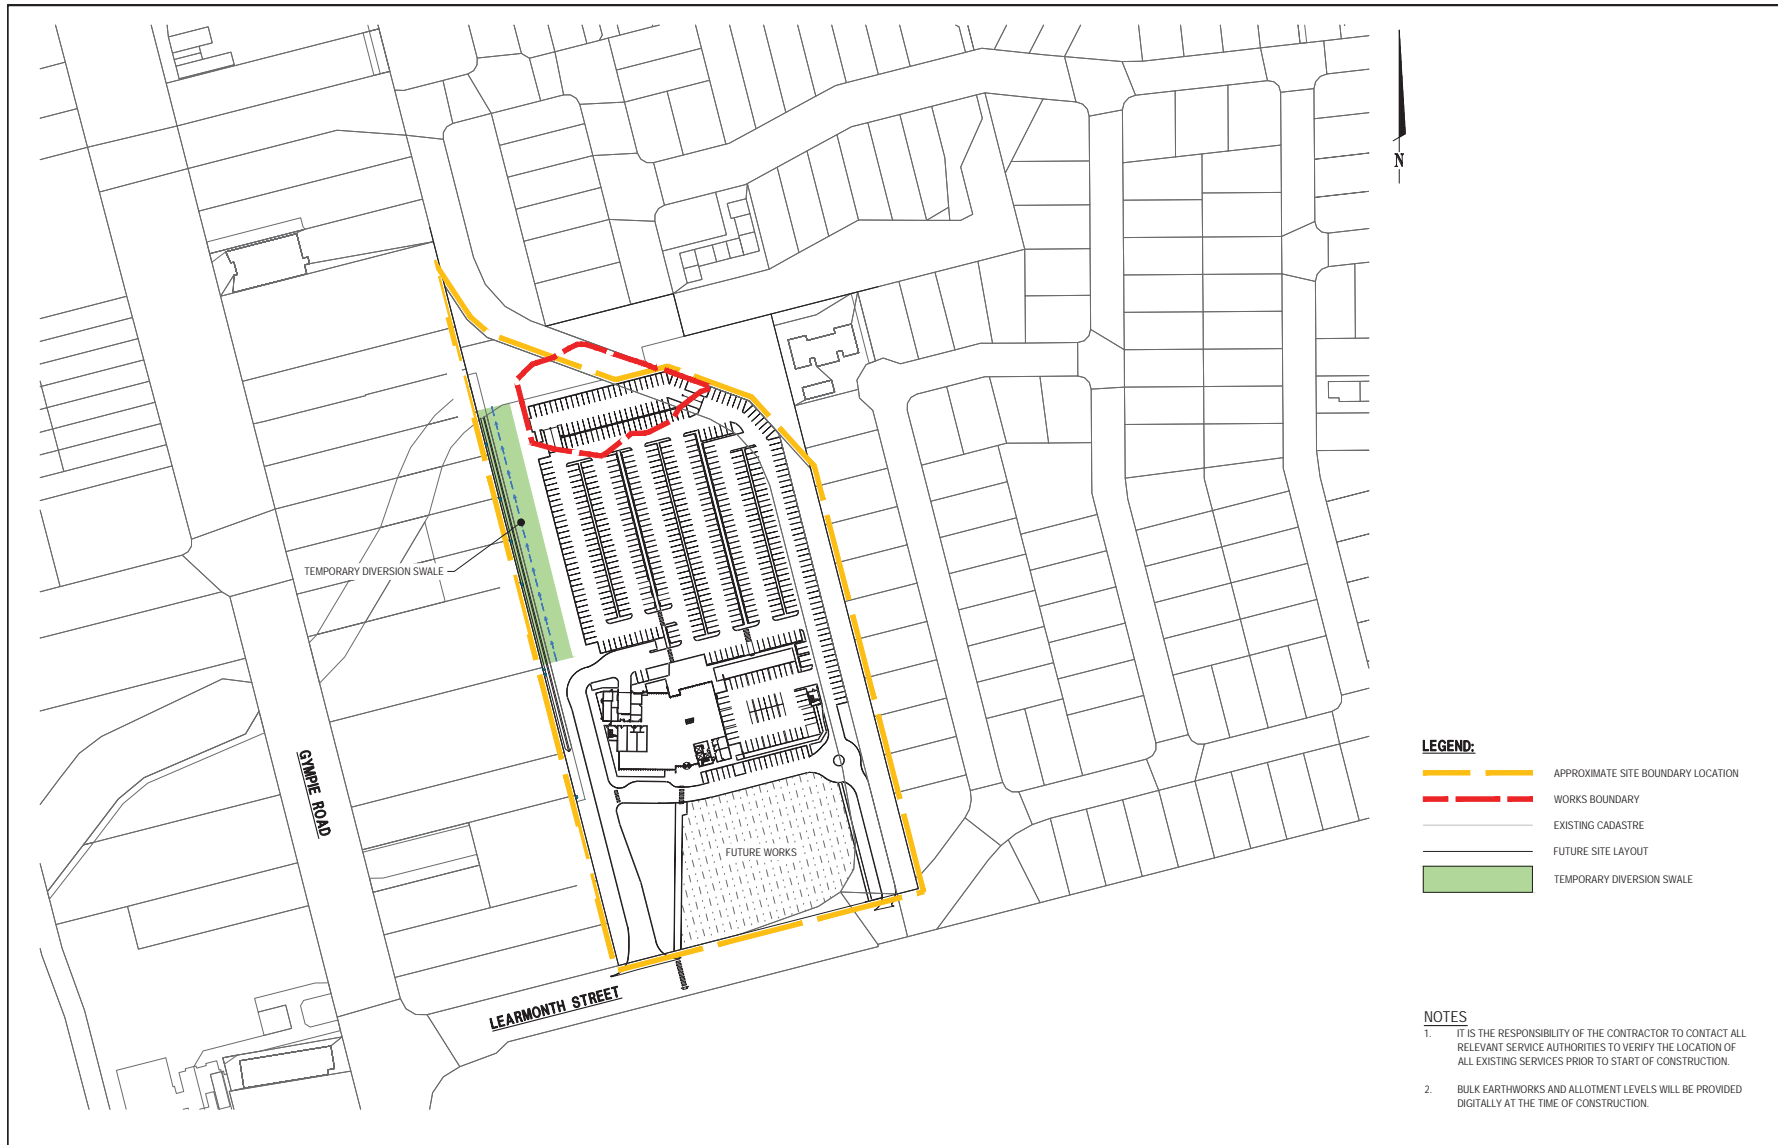 N
TEMPORARY DIVERSION SWALE
GYMPIE ROAD
FUTURE WORKS
LEARMONTH STREET
LEGEND:
APPROXIMATE SITE BOUNDARY LOCATION
WORKS BOUNDARY
EXISTING CADASTRE
FUTURE SITE LAYOUT
TEMPORARY DIVERSION SWALE
NOTES
1. IT IS THE RESPONSIBILITY OF THE CONTRACTOR TO CONTACT ALL
RELEVANT SERVICE AUTHORITIES TO VERIFY THE LOCATION OF
ALL EXISTING SERVICES PRIOR TO START OF CONSTRUCTION.
2. BULK EARTHWORKS AND ALLOTMENT LEVELS WILL BE PROVIDED
DIGITALLY AT THE TIME OF CONSTRUCTION.